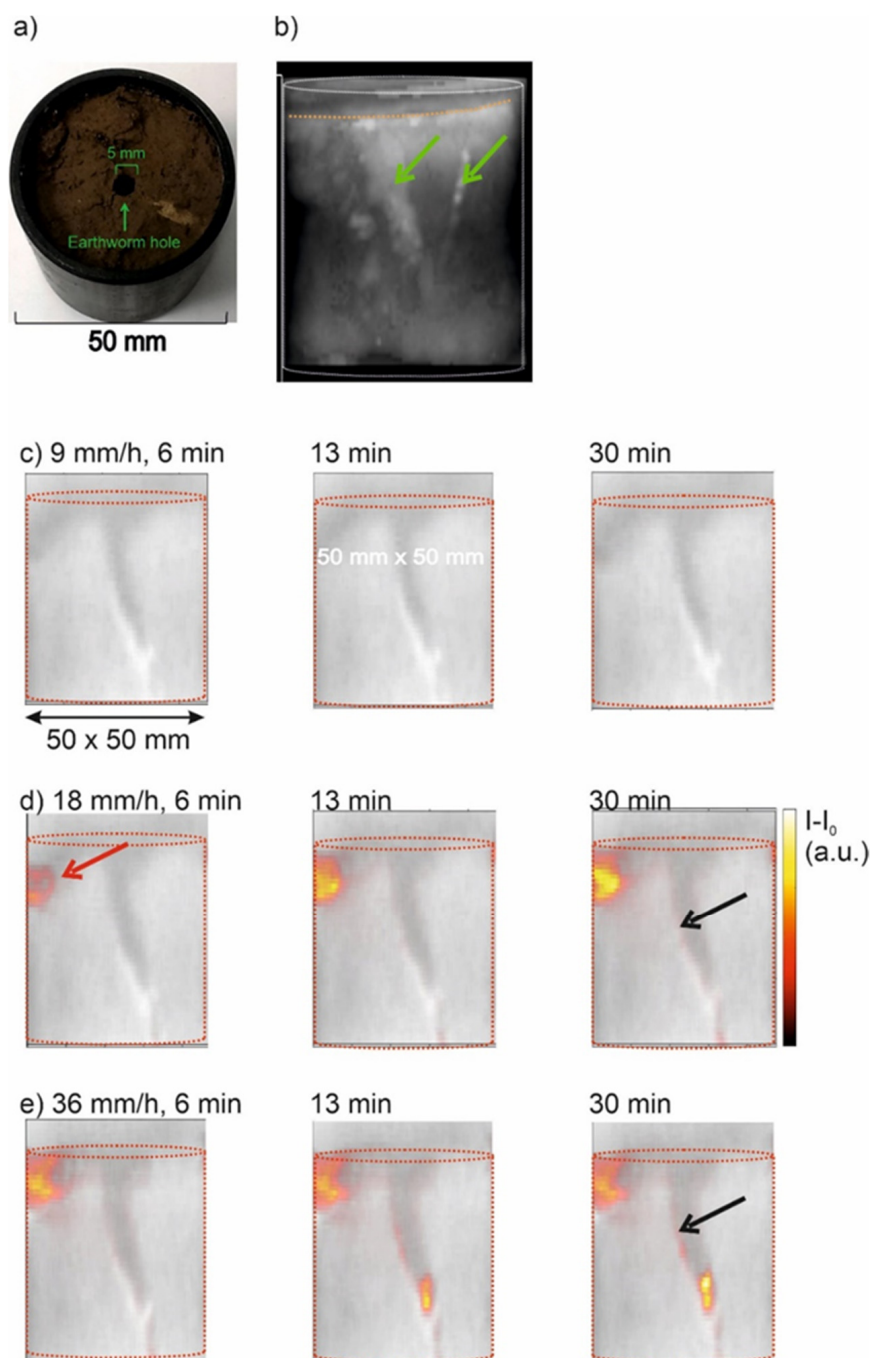 a)
b)
5 mm
Earthworm hole
50 mm
c) 9 mm/h, 6 min
13 min
30 min
50 mm x 50 mm
50 x 50 mm
d) 18 mm/h, 6 min
13 min
30 min
I-I₀
(a.u.)
e) 36 mm/h, 6 min
13 min
30 min